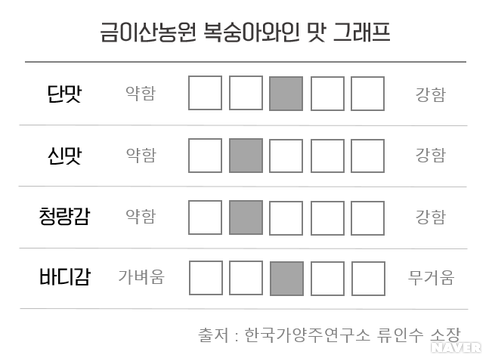 금이산농원 복숭아와인 맛 그래프
단맛 약함 강함
신맛 약함 강함
청량감 약함 강함
바디감 가벼움 무거움
출저 : 한국가양주연구소 류인수 소장
NAVER